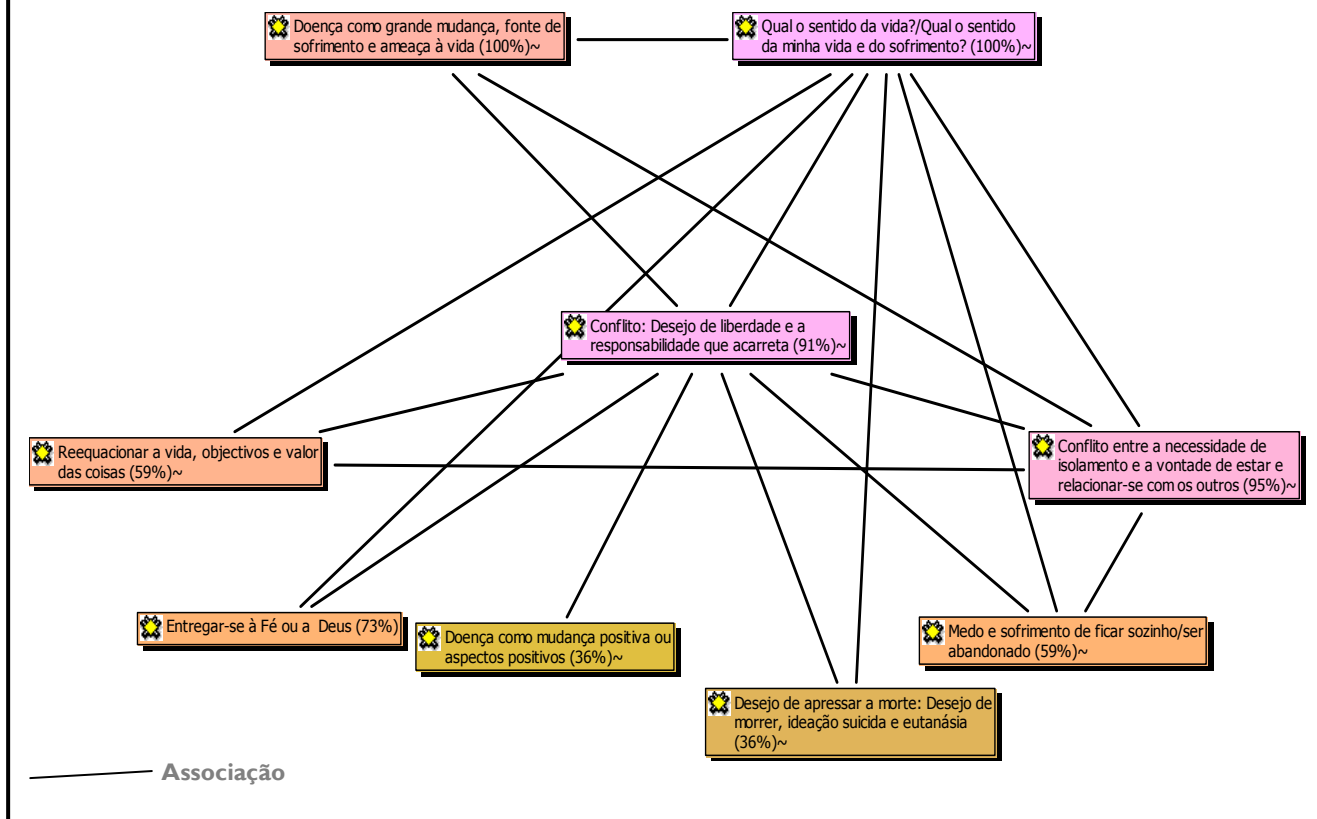 Doença como grande mudança, fonte de
sofrimento e ameaça à vida (100%)~
Qual o sentido da vida?/Qual o sentido
da minha vida e do sofrimento? (100%)~
Conflito: Desejo de liberdade e a
responsabilidade que acarreta (91%)~
Reequacionar a vida, objectivos e valor
das coisas (59%)~
Conflito entre a necessidade de
isolamento e a vontade de estar e
relacionar-se com os outros (95%)~
Entregar-se à Fé ou a Deus (73%)
Doença como mudança positiva ou
aspectos positivos (36%)~
Medo e sofrimento de ficar sozinho/ser
abandonado (59%)~
Desejo de apressar a morte: Desejo de
morrer, ideação suicida e eutanásia
(36%)~
Associação